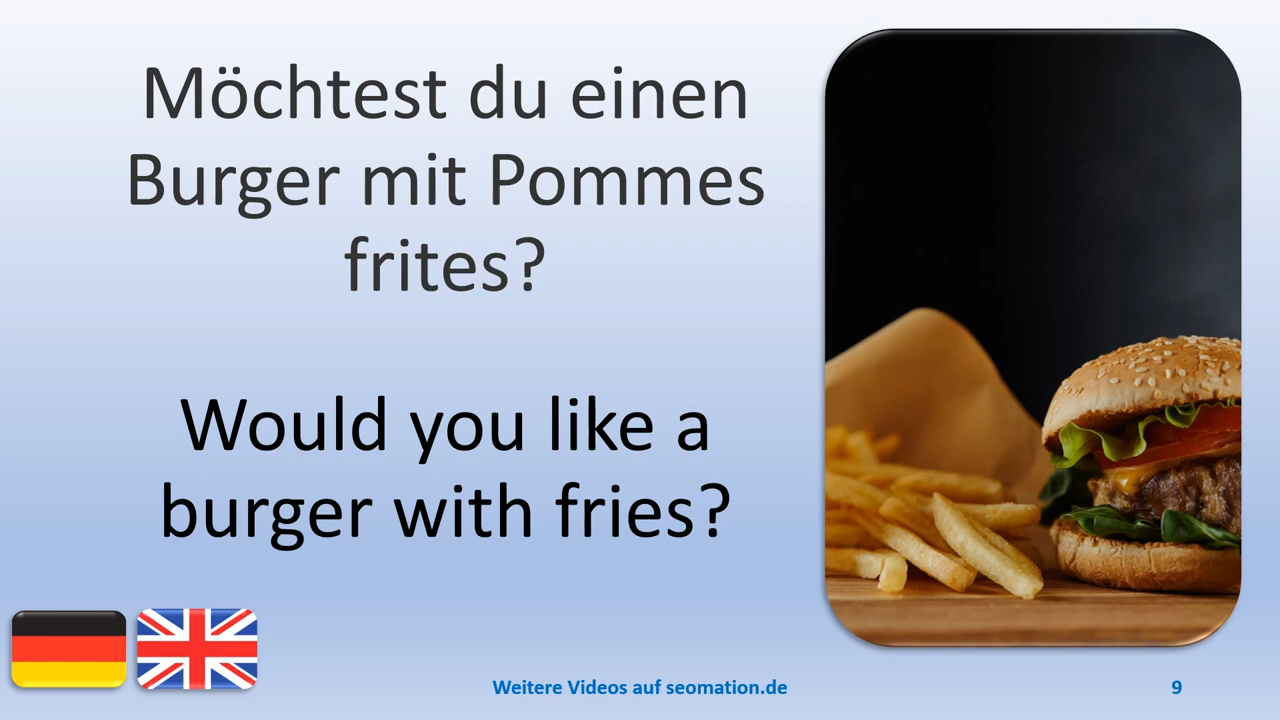 Möchtest du einen
Burger mit Pommes
frites?
Would you like a
burger with fries?
Weitere Videos auf seomation.de
9